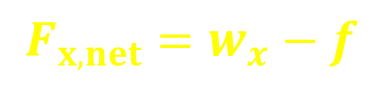 F_x,net = w_x − f